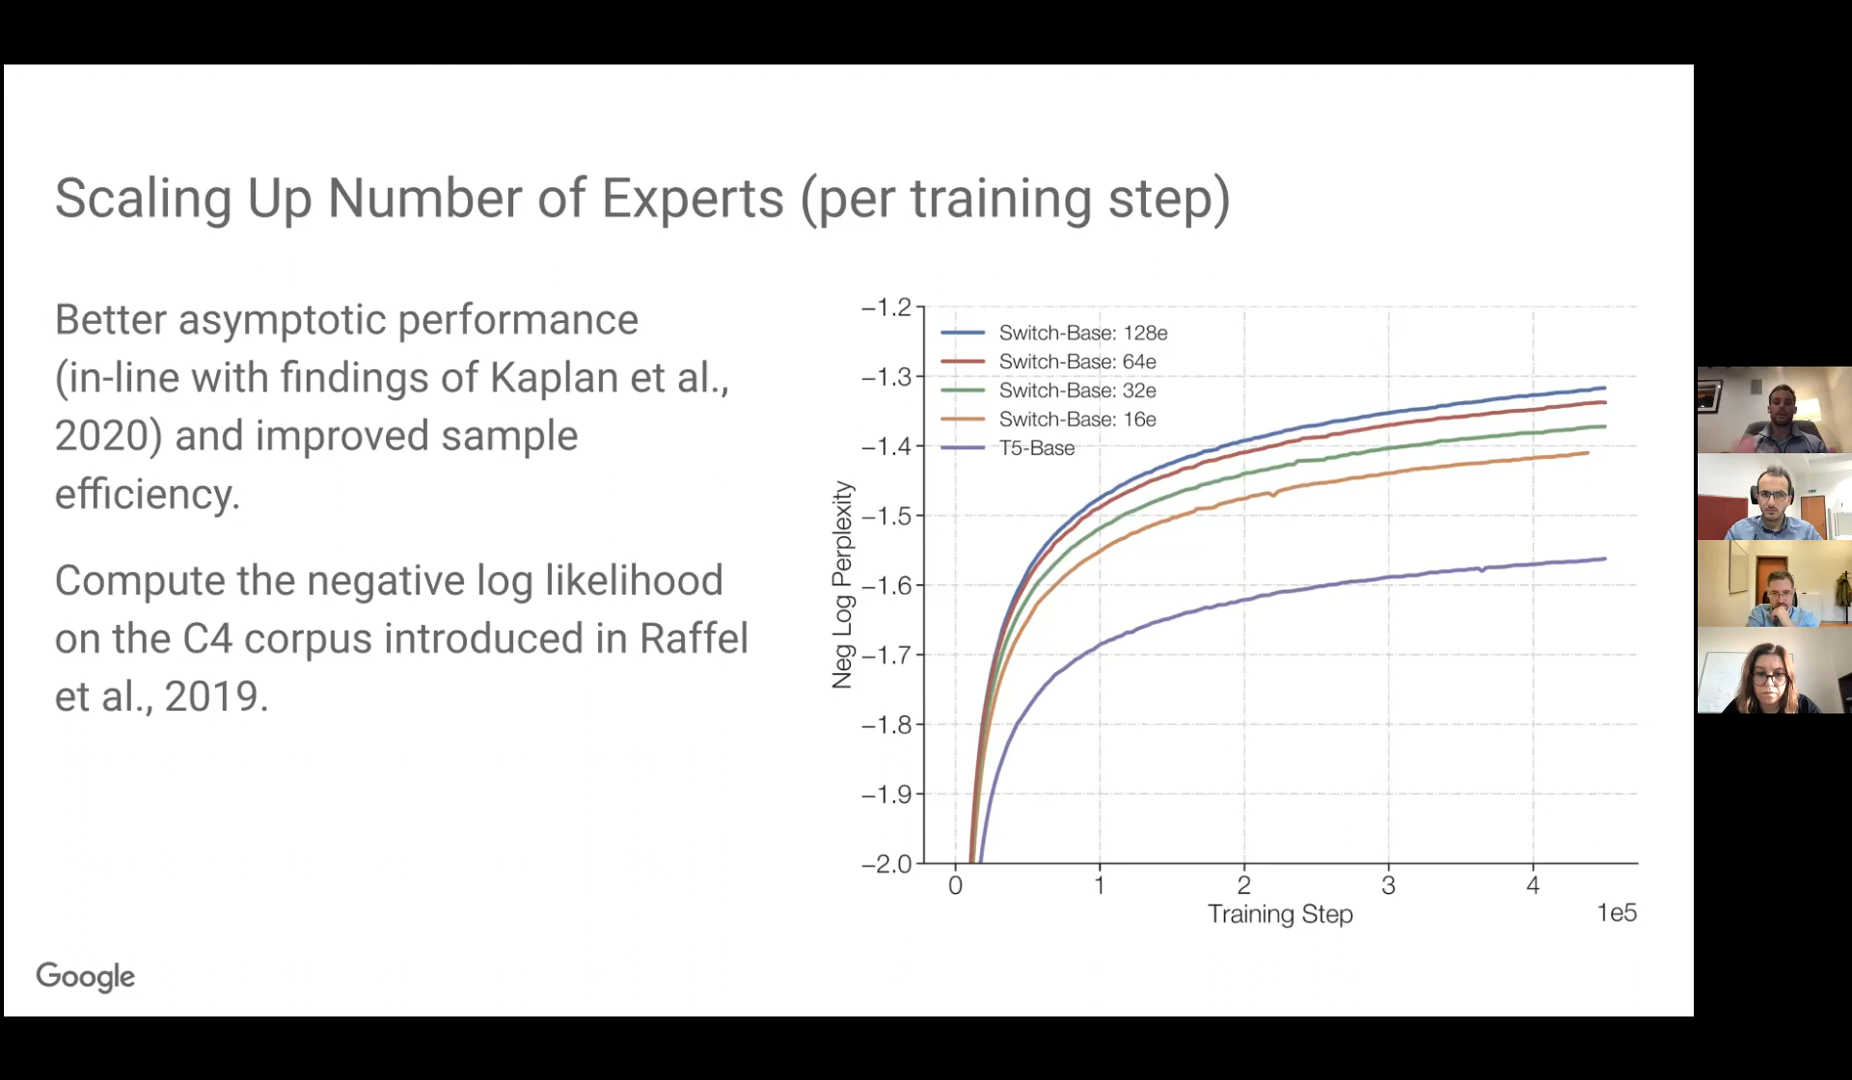 Scaling Up Number of Experts (per training step)
Better asymptotic performance
(in-line with findings of Kaplan et al.,
2020) and improved sample
efficiency.
Compute the negative log likelihood
on the C4 corpus introduced in Raffel
et al., 2019.
Neg Log Perplexity
−1.2
−1.3
−1.4
−1.5
−1.6
−1.7
−1.8
−1.9
−2.0
Switch-Base: 128e
Switch-Base: 64e
Switch-Base: 32e
Switch-Base: 16e
T5-Base
0 1 2 3 4
Training Step
1e5
Google